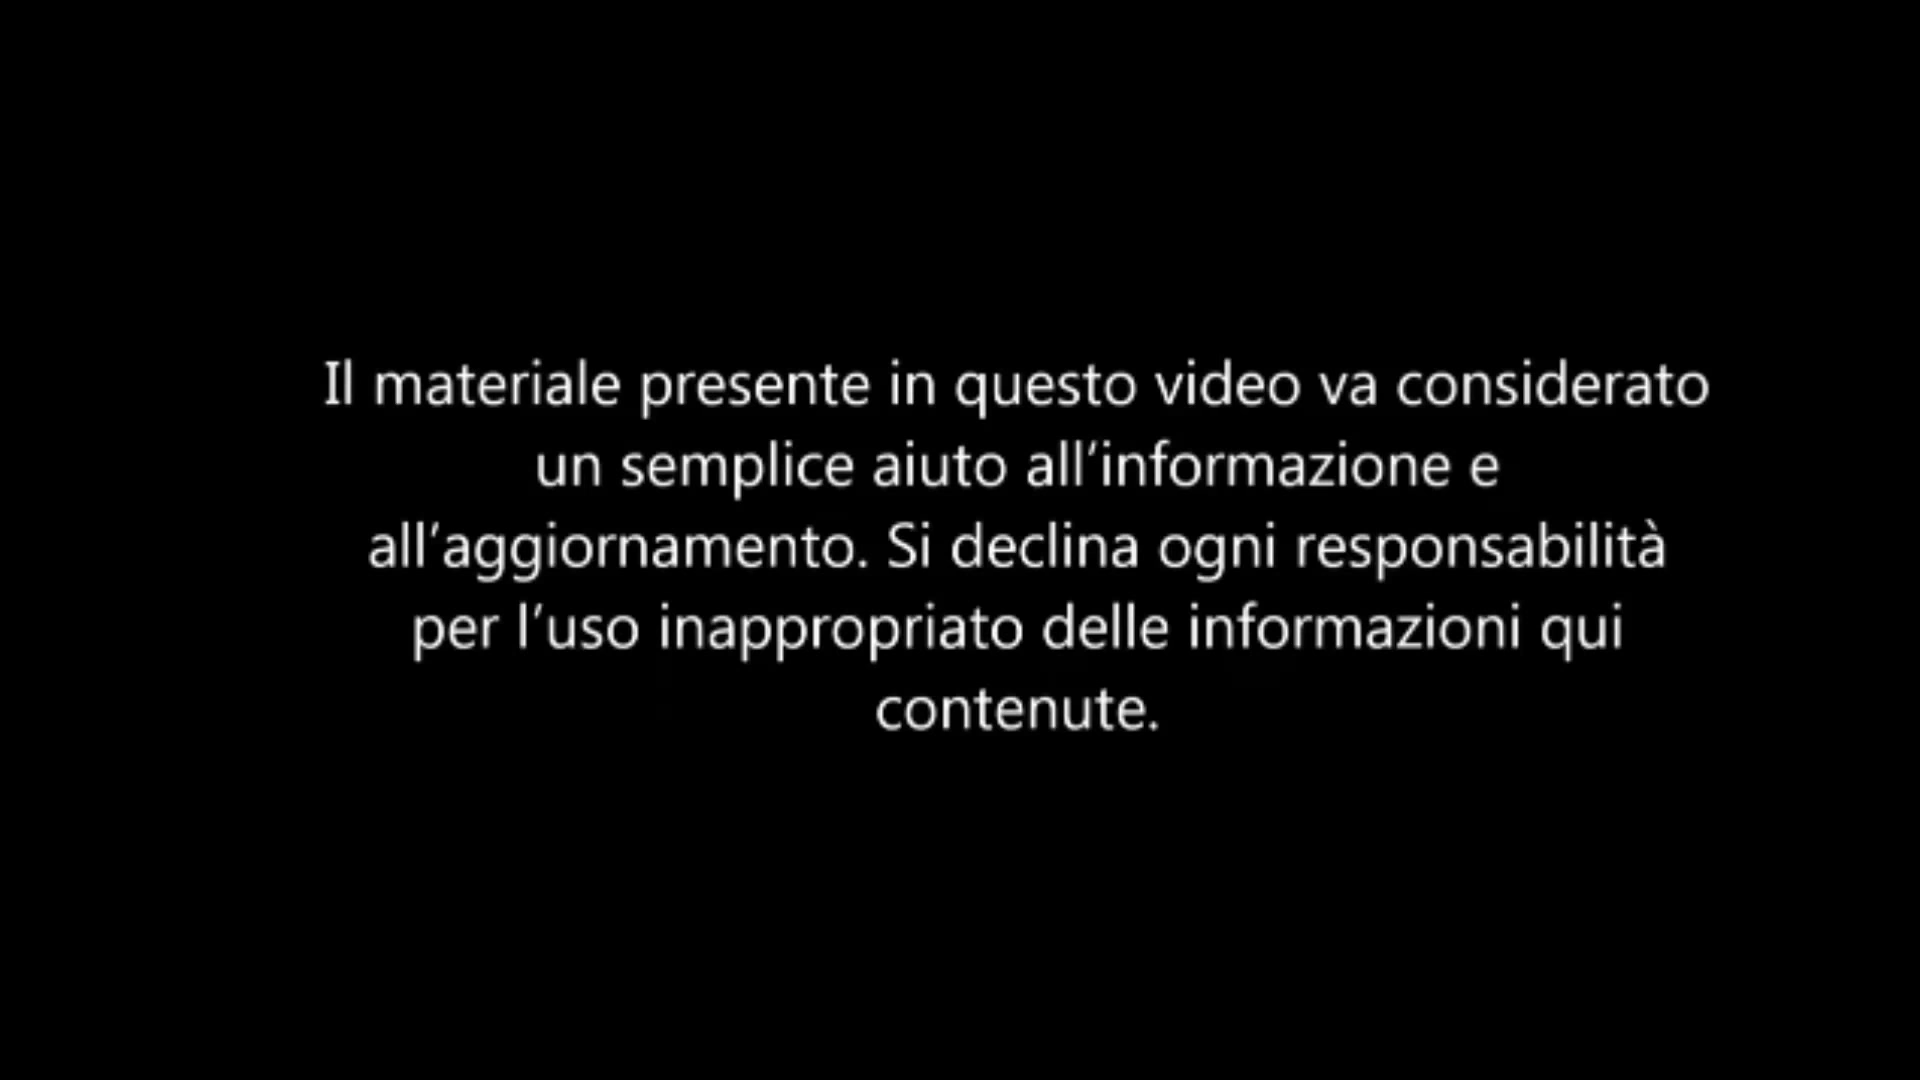 Il materiale presente in questo video va considerato
un semplice aiuto all’informazione e
all’aggiornamento. Si declina ogni responsabilità
per l’uso inappropriato delle informazioni qui
contenute.